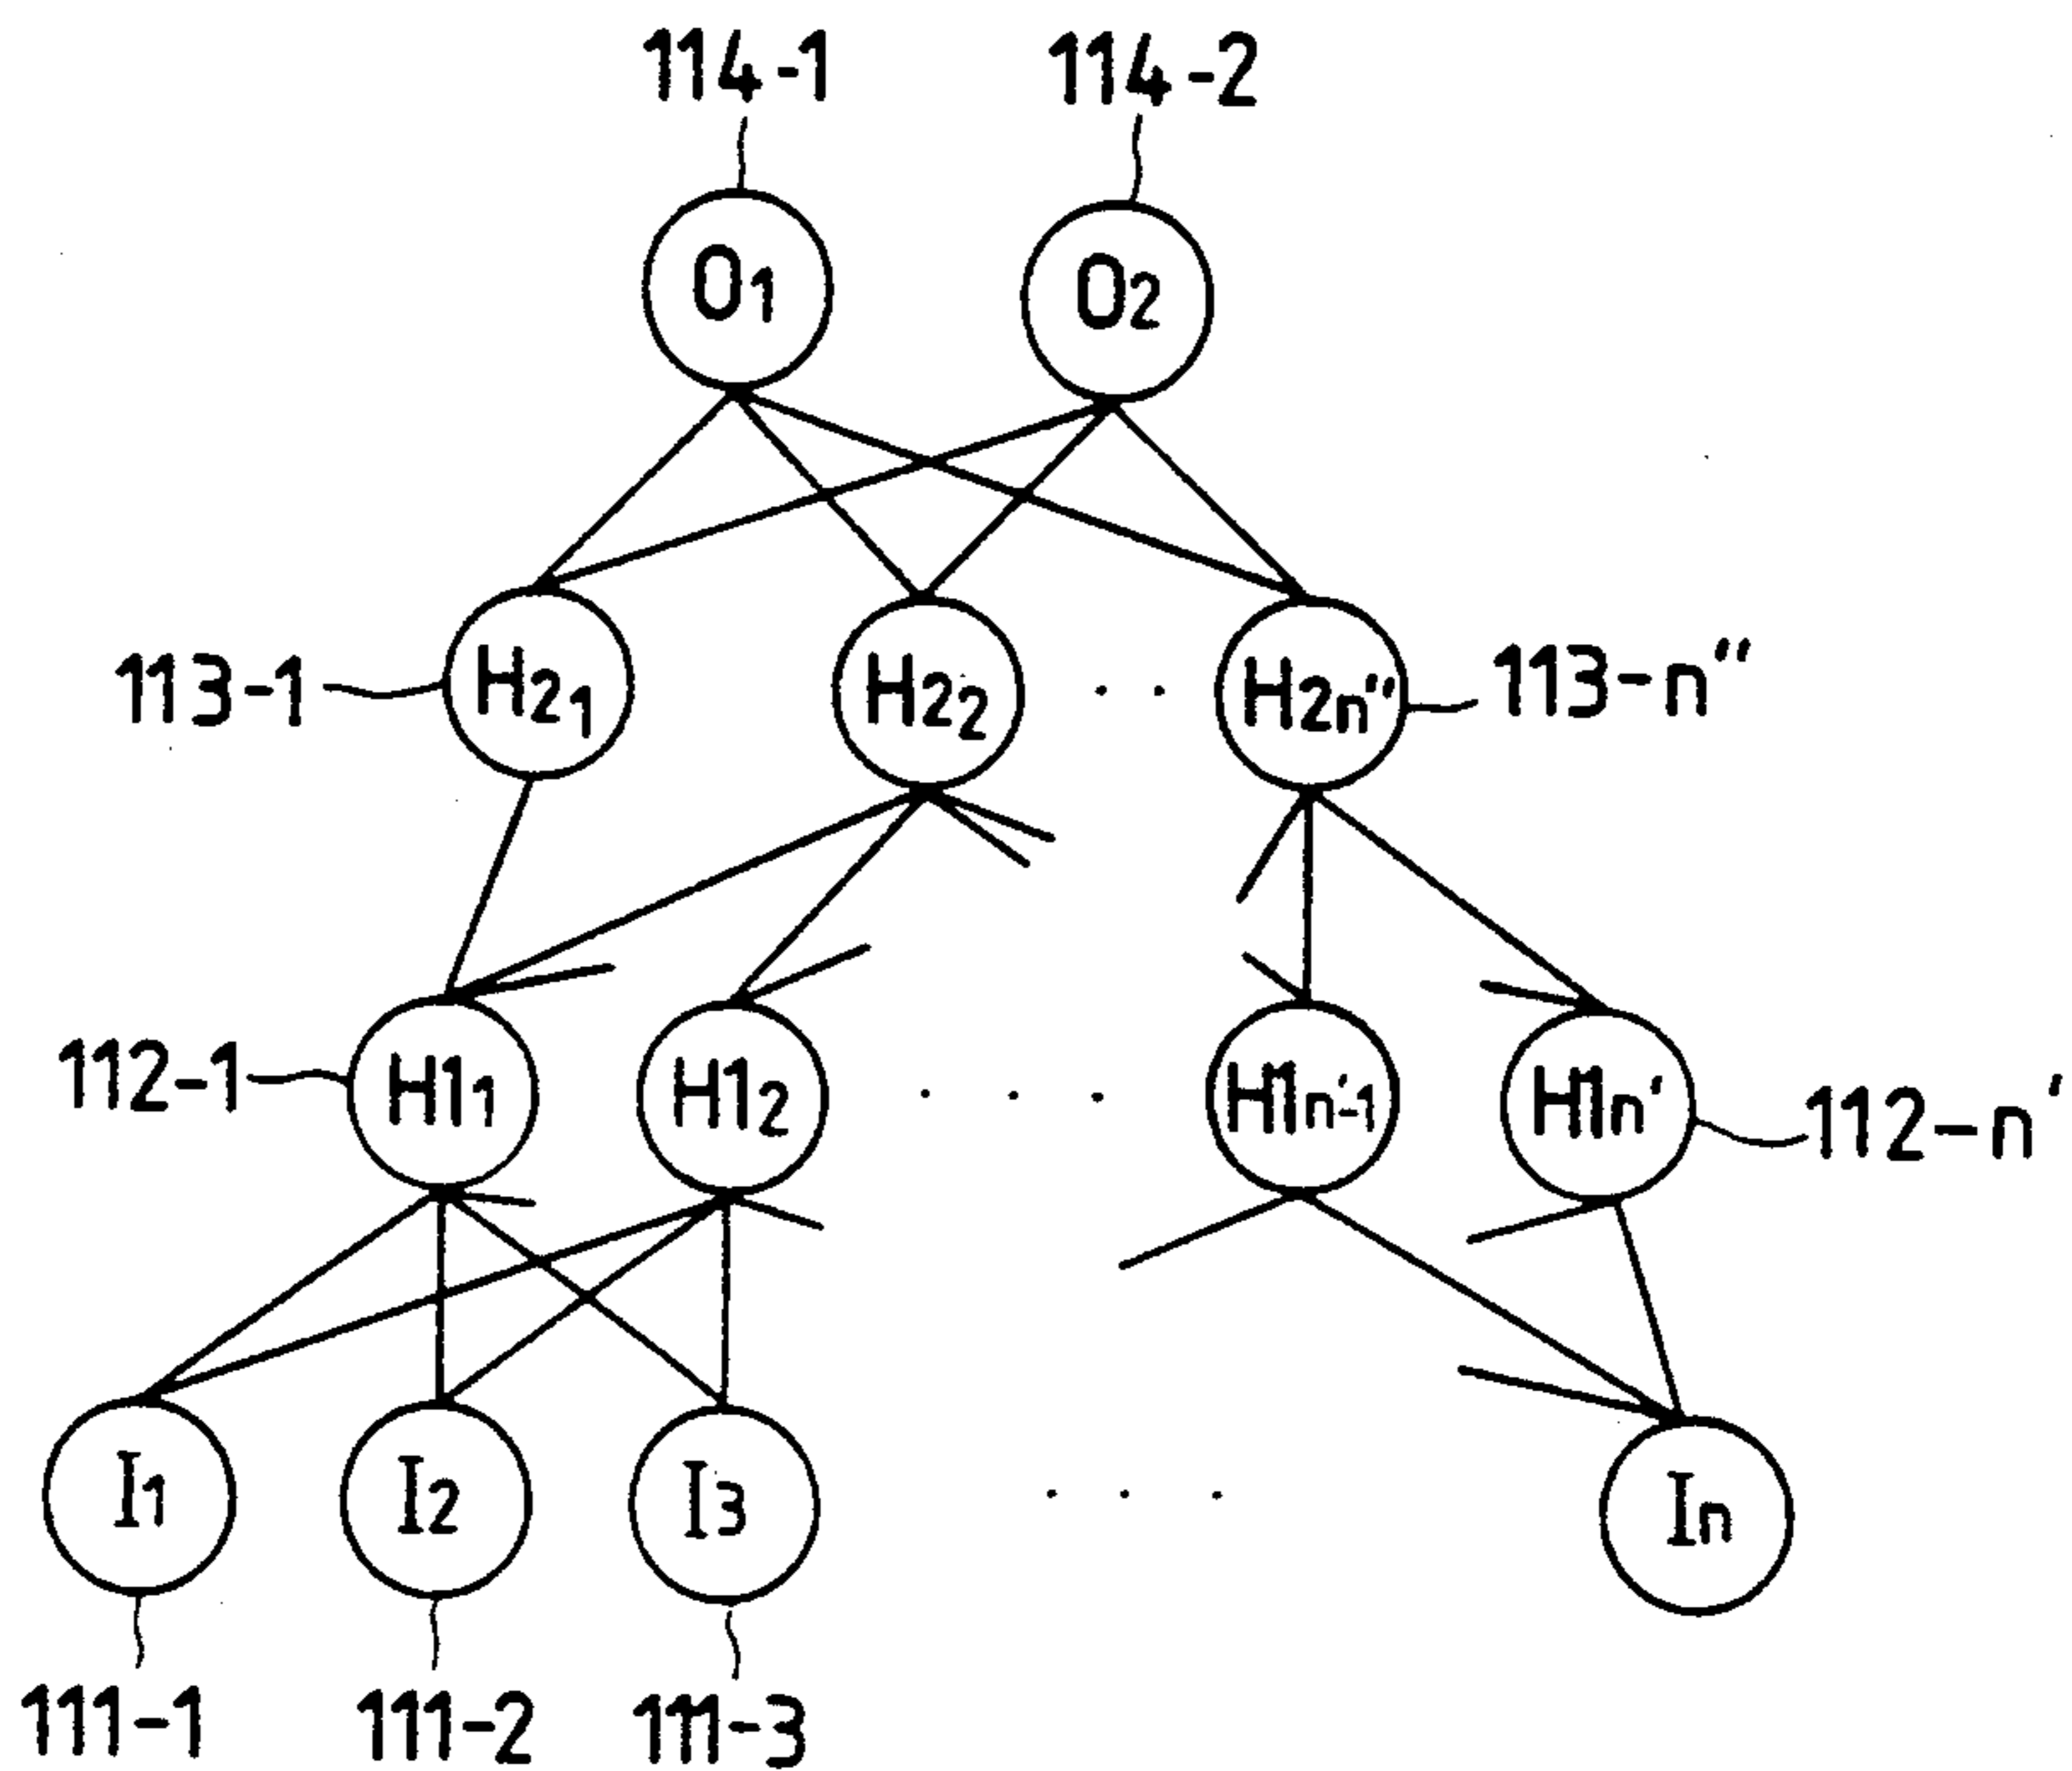 114-1 114-2
O1 O2
113-1 H21 H22 H2n" 113-n"
112-1 H11 H12 H1n'-1 H1n' 112-n'
I1 I2 I3 In
111-1 111-2 111-3